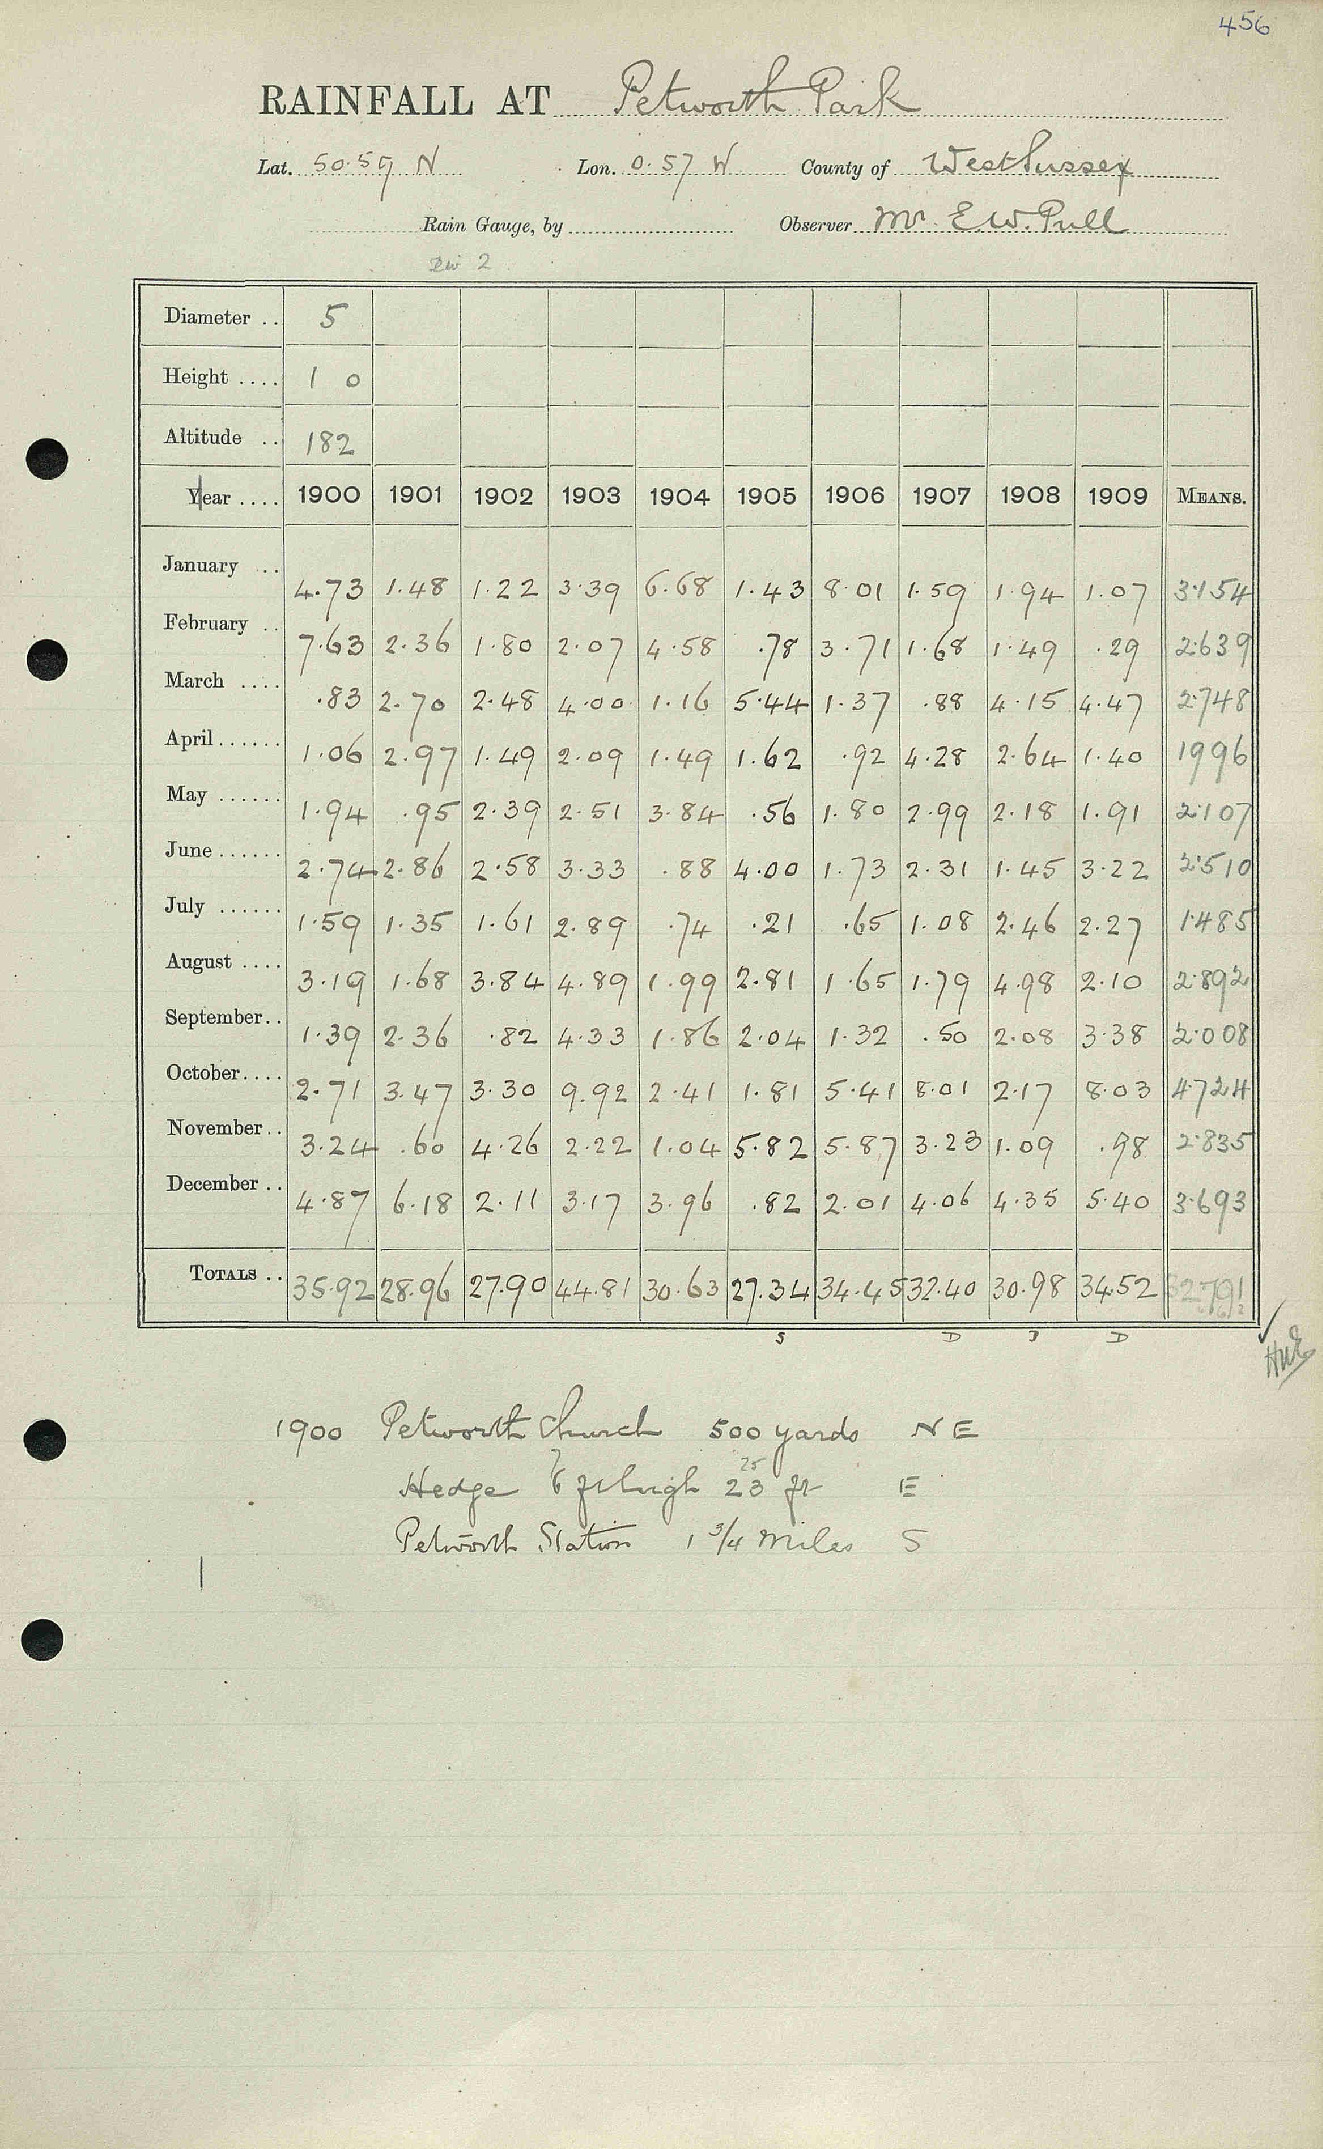 456
RAINFALL AT Petworth Park
Lat. 50.59 N Lon. 0.57 W County of West Sussex
Rain Gauge, by Observer Mr. E.W. Pull
Div 2
Diameter .. 5
Height .... 1 0
Altitude .. 182
Year .... 1900 1901 1902 1903 1904 1905 1906 1907 1908 1909 MEANS.
January .. 4.73 1.48 1.22 3.39 6.68 1.43 8.01 1.59 1.94 1.07 3.154
February .. 7.63 2.36 1.80 2.07 4.58 .78 3.71 1.68 1.49 .29 2.639
March .... .83 2.70 2.48 4.00 1.16 5.44 1.37 .88 4.15 4.47 2.748
April ...... 1.06 2.97 1.49 2.09 1.49 1.62 .92 4.28 2.64 1.40 1996
May ...... 1.94 .95 2.39 2.51 3.84 .56 1.80 2.99 2.18 1.91 2.107
June ...... 2.74 2.86 2.58 3.33 .88 4.00 1.73 2.31 1.45 3.22 2.510
July ...... 1.59 1.35 1.61 2.89 .74 .21 .65 1.08 2.46 2.27 1.485
August .... 3.19 1.68 3.84 4.89 1.99 2.81 1.65 1.79 4.98 2.10 2.892
September .. 1.39 2.36 .82 4.33 1.86 2.04 1.32 .50 2.08 3.38 2.008
October .... 2.71 3.47 3.30 9.92 2.41 1.81 5.41 8.01 2.17 8.03 4.724
November .. 3.24 .60 4.26 2.22 1.04 5.82 5.87 3.23 1.09 .98 2.835
December .. 4.87 6.18 2.11 3.17 3.96 .82 2.01 4.06 4.35 5.40 3.693
TOTALS .. 35.92 28.96 27.90 44.81 30.63 27.34 34.45 32.40 30.98 34.52 32.791
S D D
1900 Petworth Church 500 yards N E
7 25
Hedge 6 ft high 23 ft E
Petworth Station 1 3/4 miles S